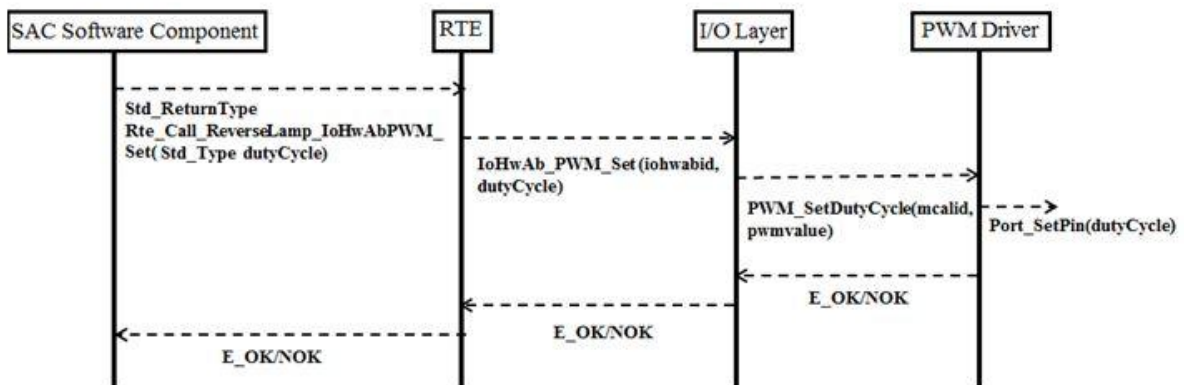 SAC Software Component
RTE
I/O Layer
PWM Driver
Std_ReturnType
Rte_Call_ReverseLamp_IoHwAbPWM_
Set( Std_Type dutyCycle)
IoHwAb_PWM_Set (iohwabid,
dutyCycle)
PWM_SetDutyCycle(mcalid,
pwmvalue)
Port_SetPin(dutyCycle)
E_OK/NOK
E_OK/NOK
E_OK/NOK